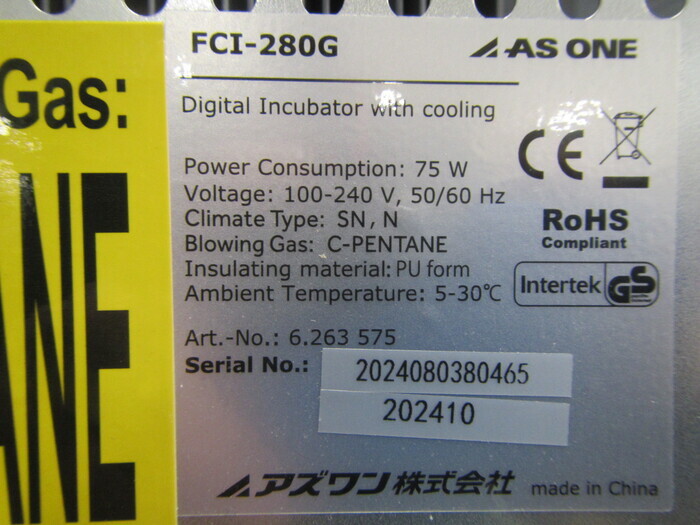 FCI-280G
AS ONE
Gas:
Digital Incubator with cooling
Power Consumption: 75 W
Voltage: 100-240 V, 50/60 Hz
Climate Type: SN, N
Blowing Gas: C-PENTANE
Insulating material: PU form
Ambient Temperature: 5-30℃
CE
RoHS
Compliant
Intertek GS
Art.-No.: 6.263 575
Serial No.: 2024080380465
202410
アズワン株式会社 made in China
ANE